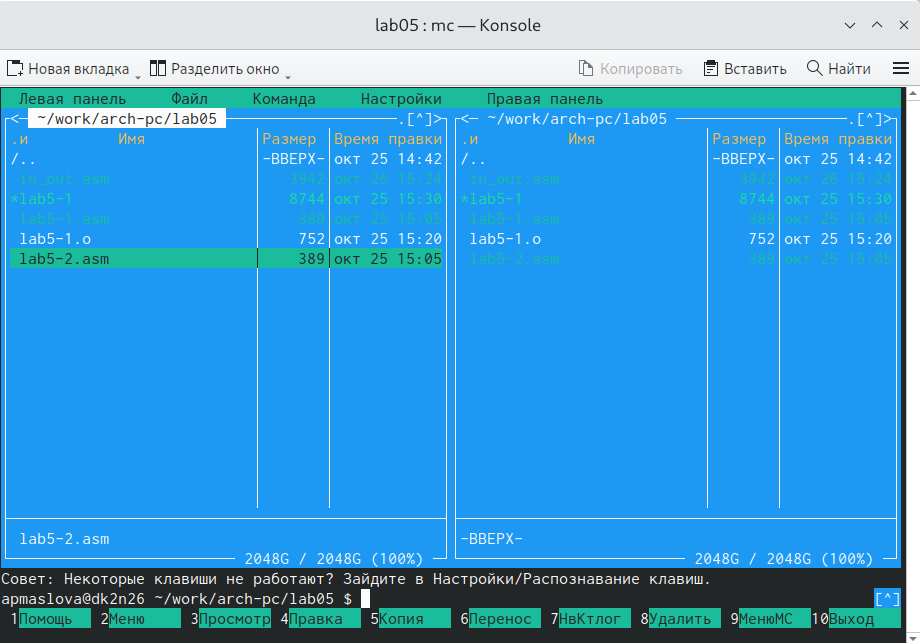 lab05 : mc — Konsole
Новая вкладка Разделить окно Копировать Вставить Найти
Левая панель Файл Команда Настройки Правая панель
<- ~/work/arch-pc/lab05 .[^]> <- ~/work/arch-pc/lab05 .[^]>
.и Имя Размер Время правки .и Имя Размер Время правки
/.. -ВВЕРХ- окт 25 14:42 /.. -ВВЕРХ- окт 25 14:42
in_out.asm 3942 окт 26 15:24 in_out.asm 3942 окт 26 15:24
*lab5-1 8744 окт 25 15:30 *lab5-1 8744 окт 25 15:30
lab5-1.asm 389 окт 25 15:05 lab5-1.asm 389 окт 25 15:05
lab5-1.o 752 окт 25 15:20 lab5-1.o 752 окт 25 15:20
lab5-2.asm 389 окт 25 15:05 lab5-2.asm 389 окт 25 15:05
lab5-2.asm -ВВЕРХ-
2048G / 2048G (100%) 2048G / 2048G (100%)
Совет: Некоторые клавиши не работают? Зайдите в Настройки/Распознавание клавиш.
apmaslova@dk2n26 ~/work/arch-pc/lab05 $ [^]
1Помощь 2Меню 3Просмотр 4Правка 5Копия 6Перенос 7НвКтлог 8Удалить 9МенюМС 10Выход